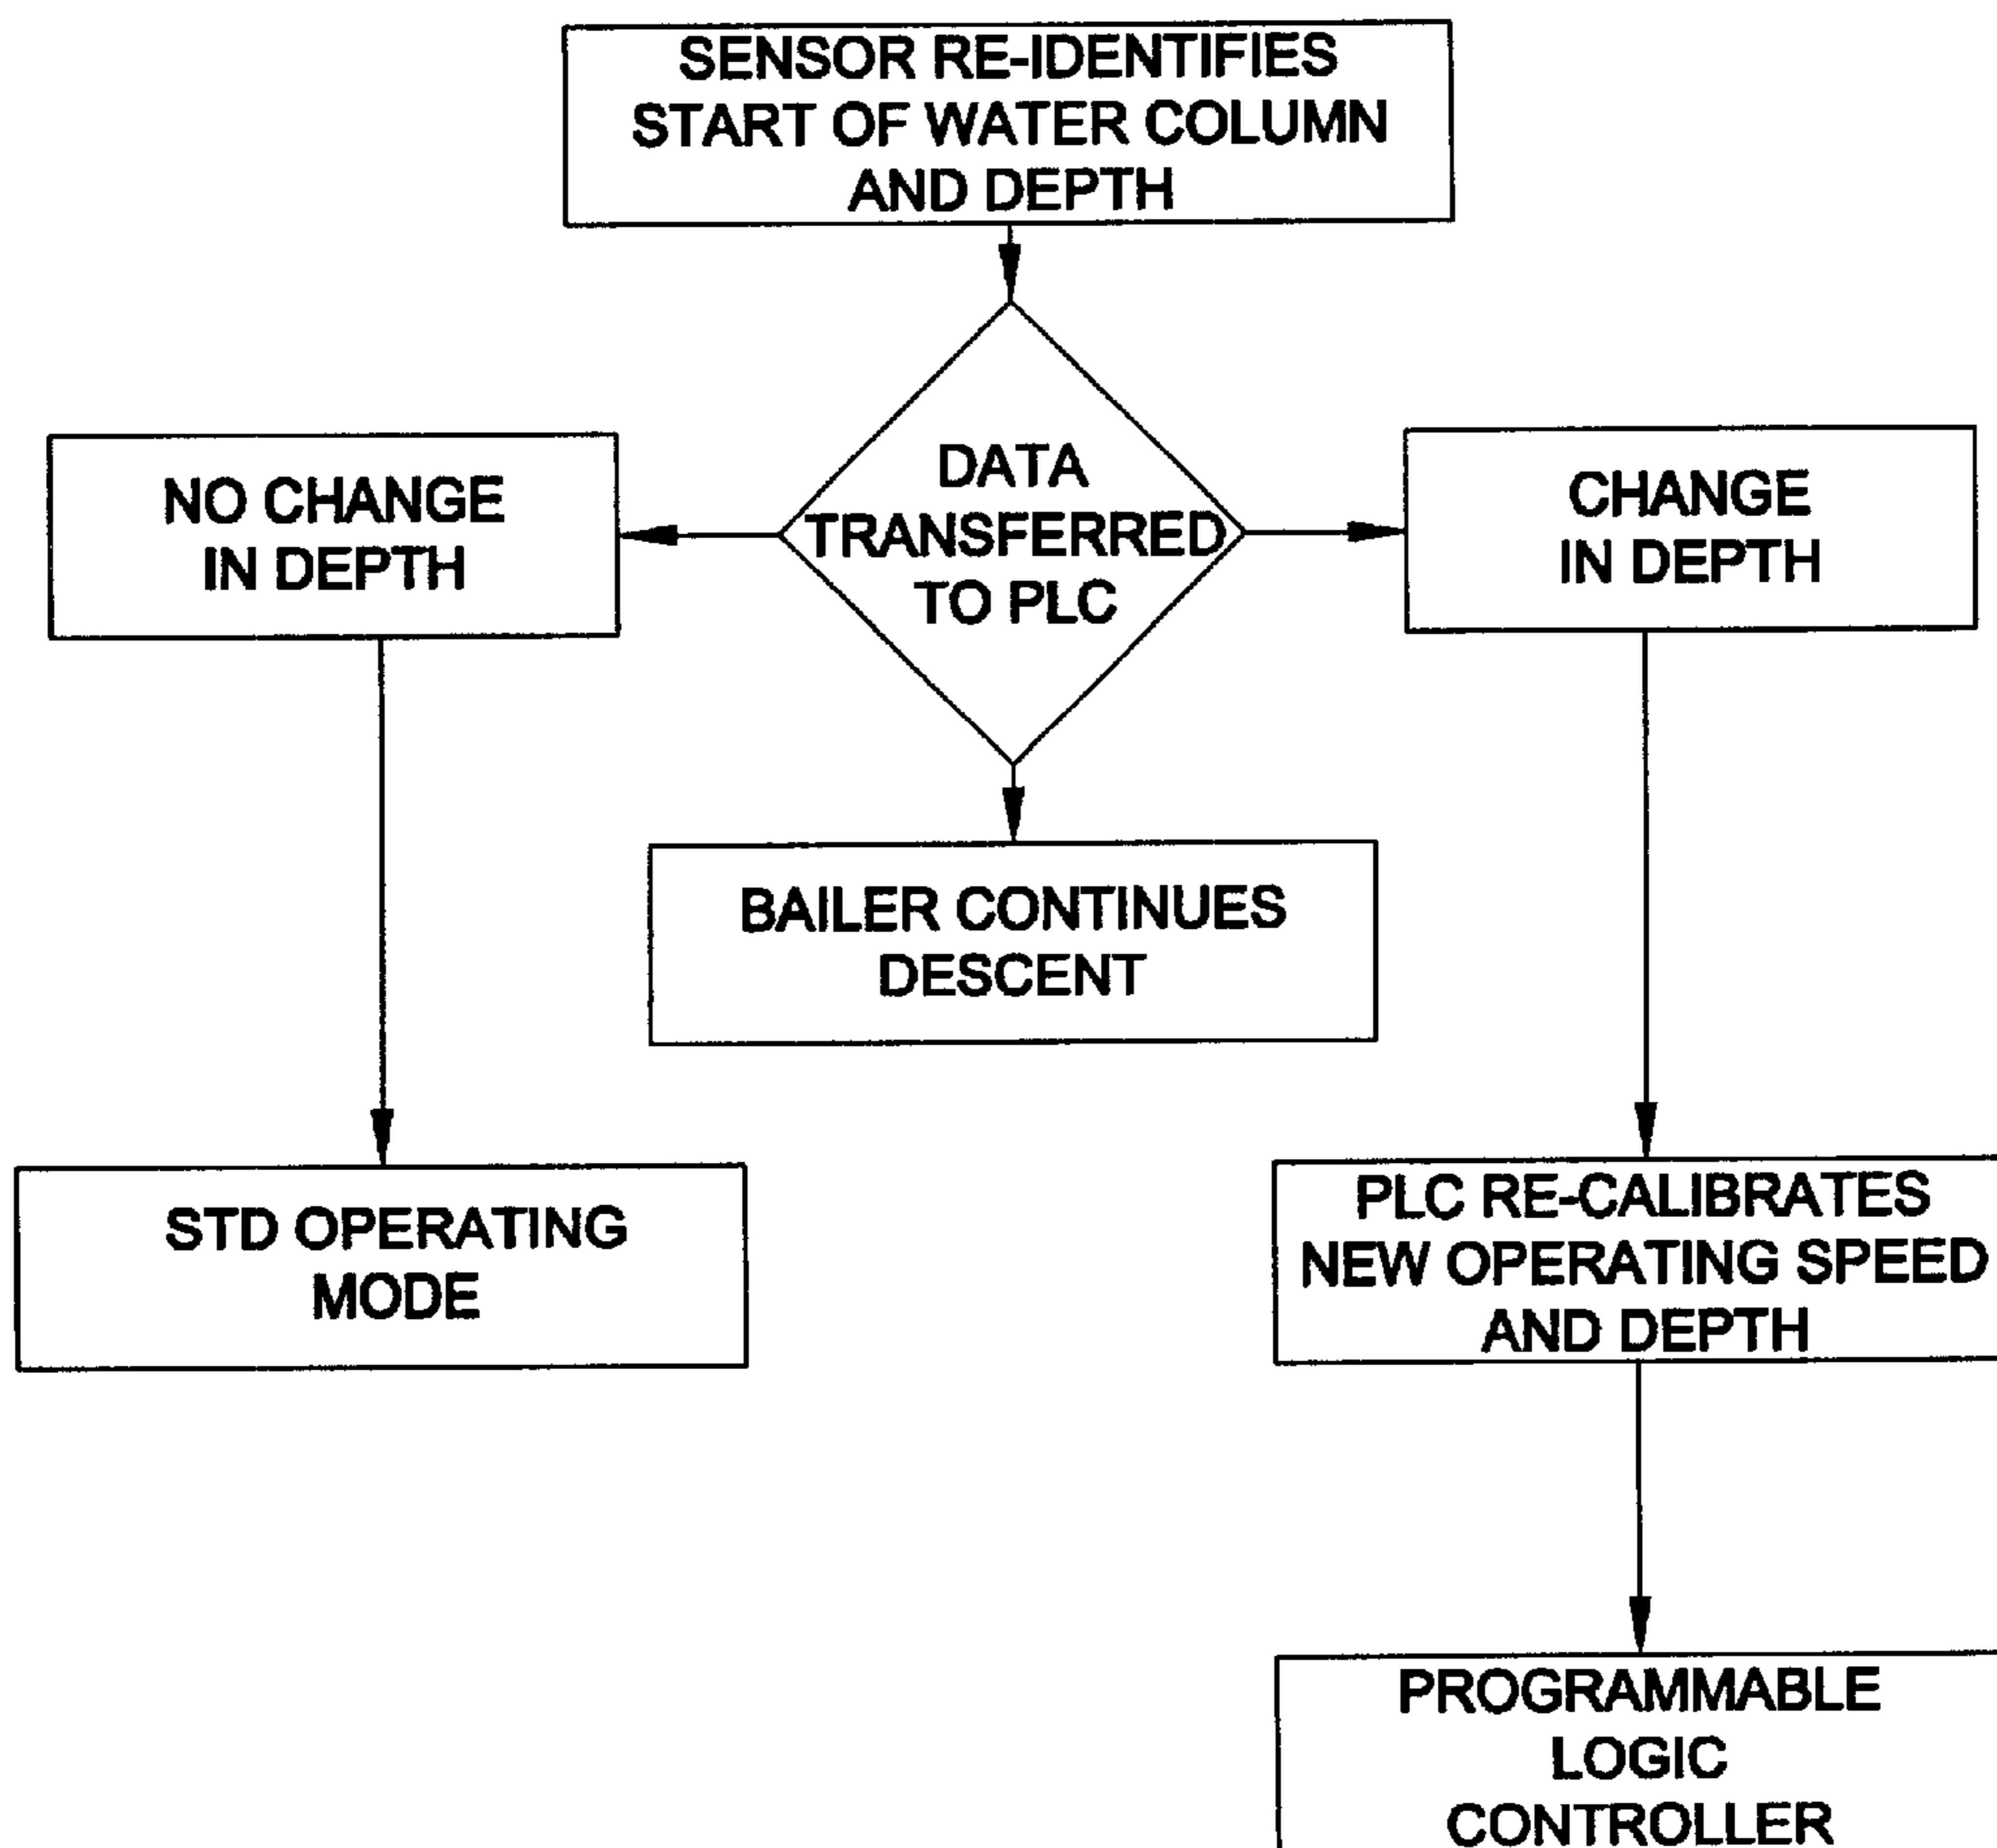 SENSOR RE-IDENTIFIES
START OF WATER COLUMN
AND DEPTH
DATA
TRANSFERRED
TO PLC
NO CHANGE
IN DEPTH
CHANGE
IN DEPTH
BAILER CONTINUES
DESCENT
STD OPERATING
MODE
PLC RE-CALIBRATES
NEW OPERATING SPEED
AND DEPTH
PROGRAMMABLE
LOGIC
CONTROLLER